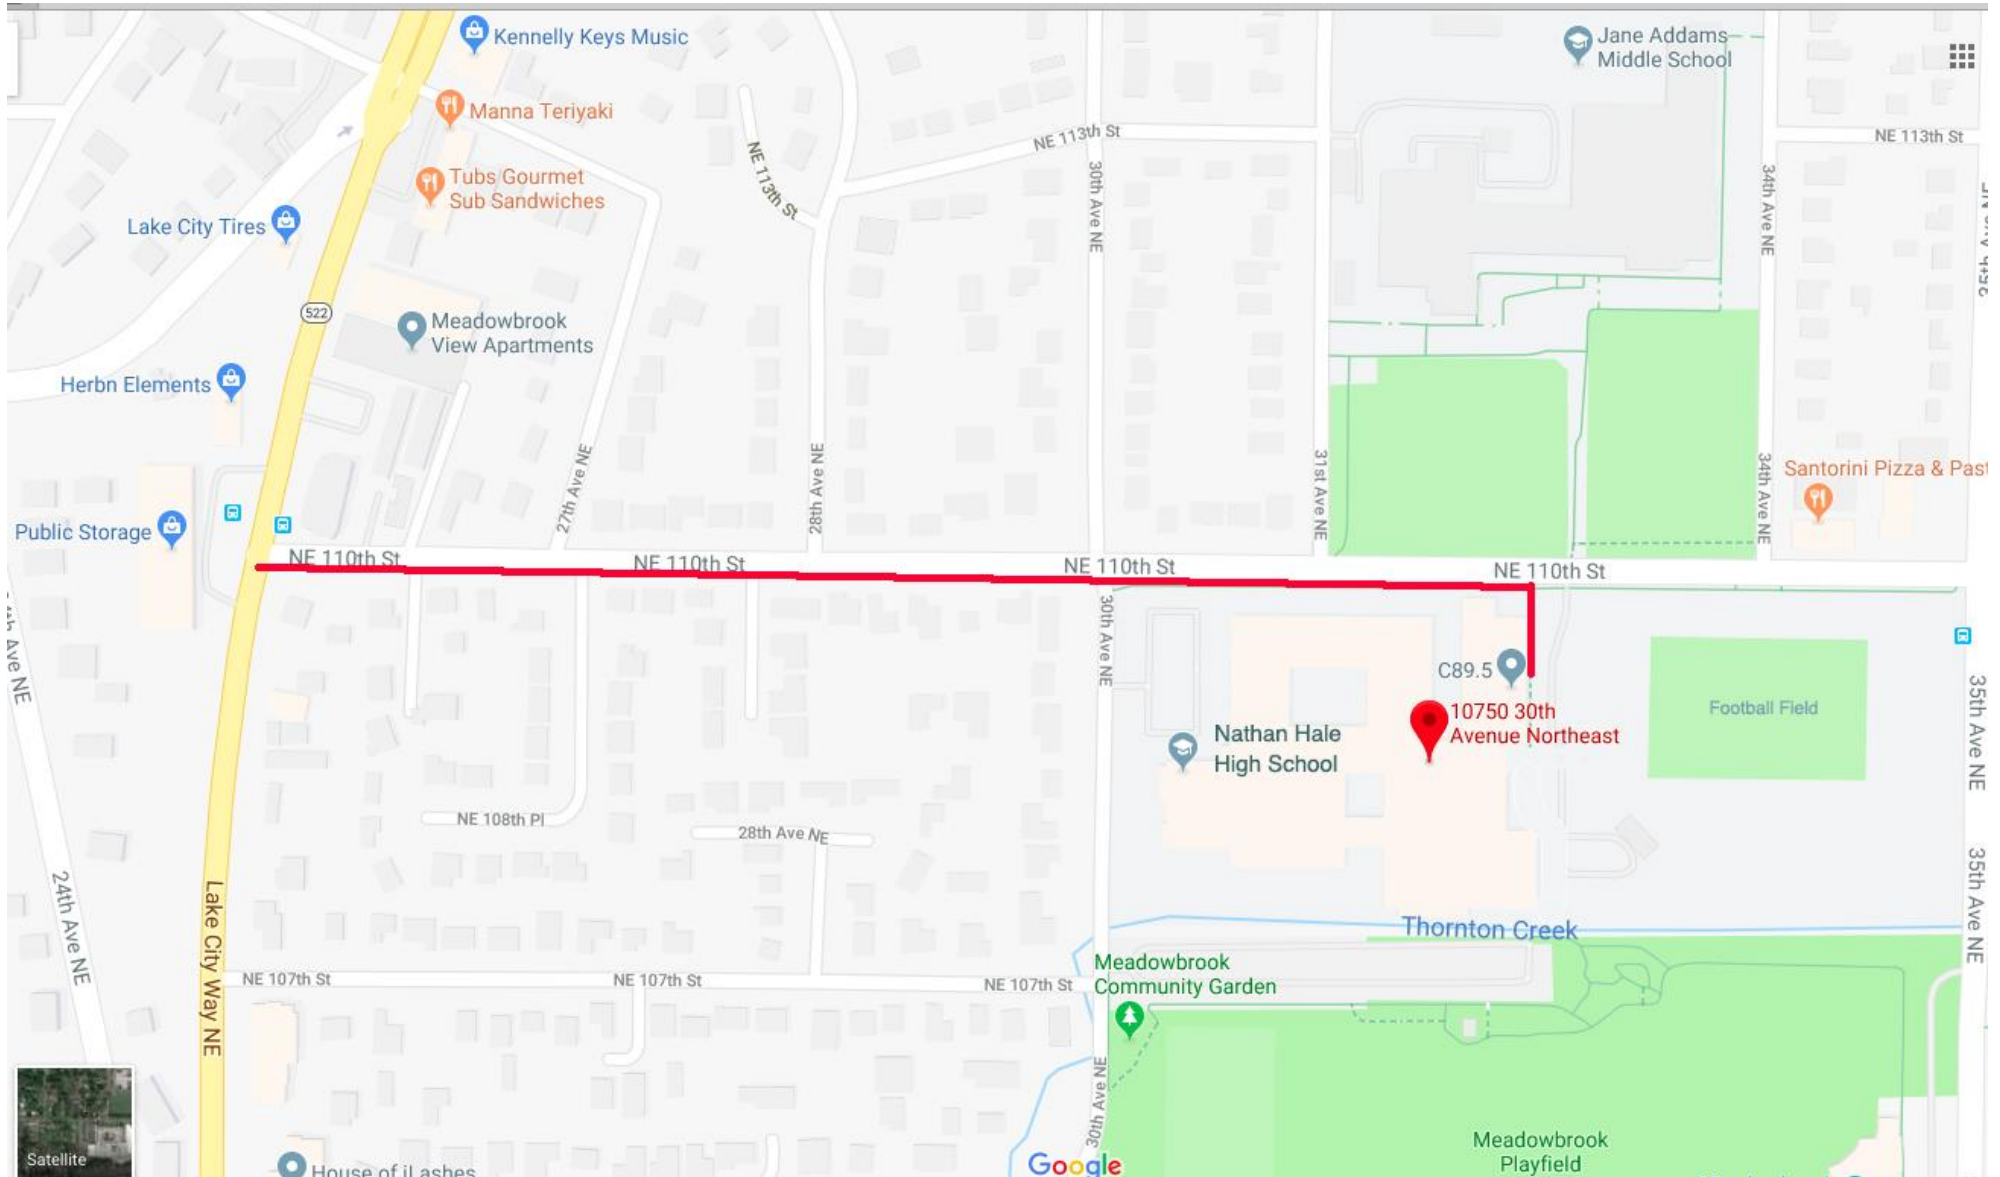 Kennelly Keys Music
Jane Addams
Middle School
Manna Teriyaki
NE 113th St
NE 113th St
NE 113th St
Tubs Gourmet
Sub Sandwiches
30th Ave NE
34th Ave NE
Lake City Tires
522
Meadowbrook
View Apartments
Herbn Elements
27th Ave NE
28th Ave NE
31st Ave NE
34th Ave NE
Santorini Pizza & Past
Public Storage
NE 110th St
NE 110th St
NE 110th St
NE 110th St
30th Ave NE
C89.5
10750 30th
Avenue Northeast
Football Field
35th Ave NE
Nathan Hale
High School
NE 108th Pl
28th Ave NE
24th Ave NE
Lake City Way NE
35th Ave NE
Thornton Creek
NE 107th St
NE 107th St
NE 107th St
Meadowbrook
Community Garden
30th Ave NE
Meadowbrook
Playfield
Satellite
House of iLashes
Google